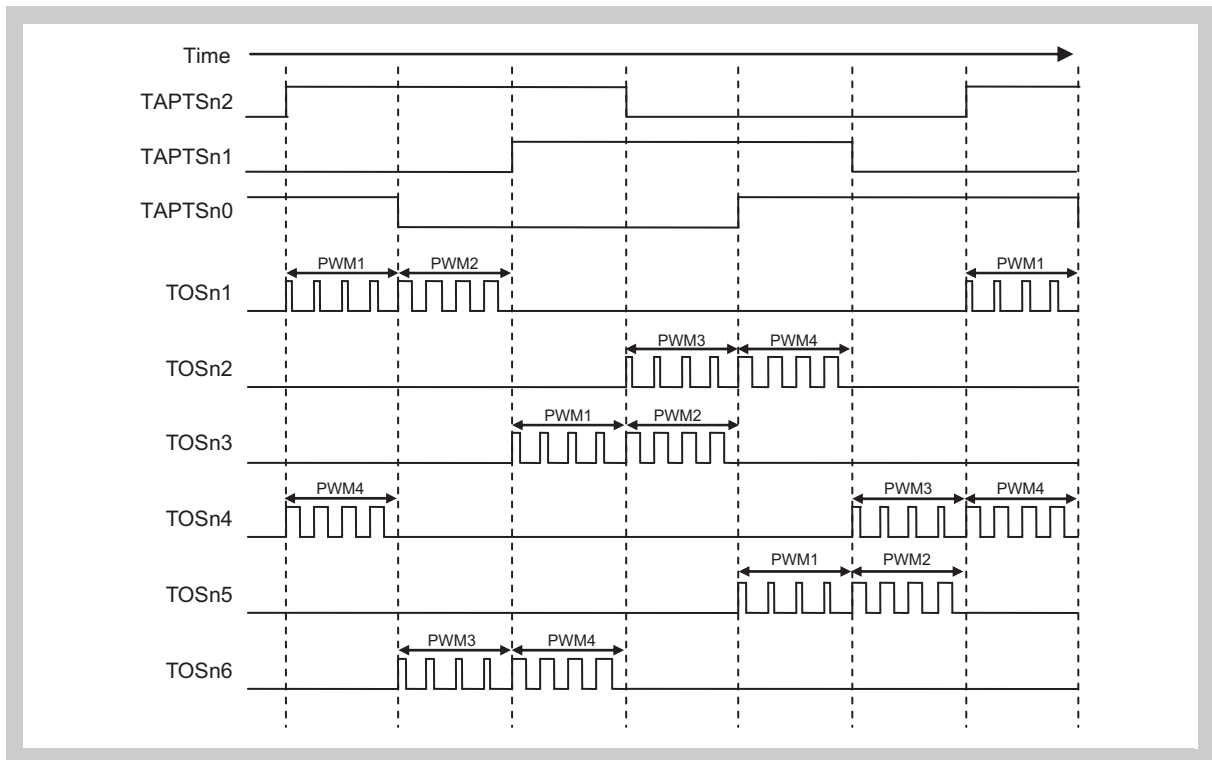 Time
TAPTSn2
TAPTSn1
TAPTSn0
PWM1 PWM2 PWM1
TOSn1
PWM3 PWM4
TOSn2
PWM1 PWM2
TOSn3
PWM4 PWM3 PWM4
TOSn4
PWM1 PWM2
TOSn5
PWM3 PWM4
TOSn6